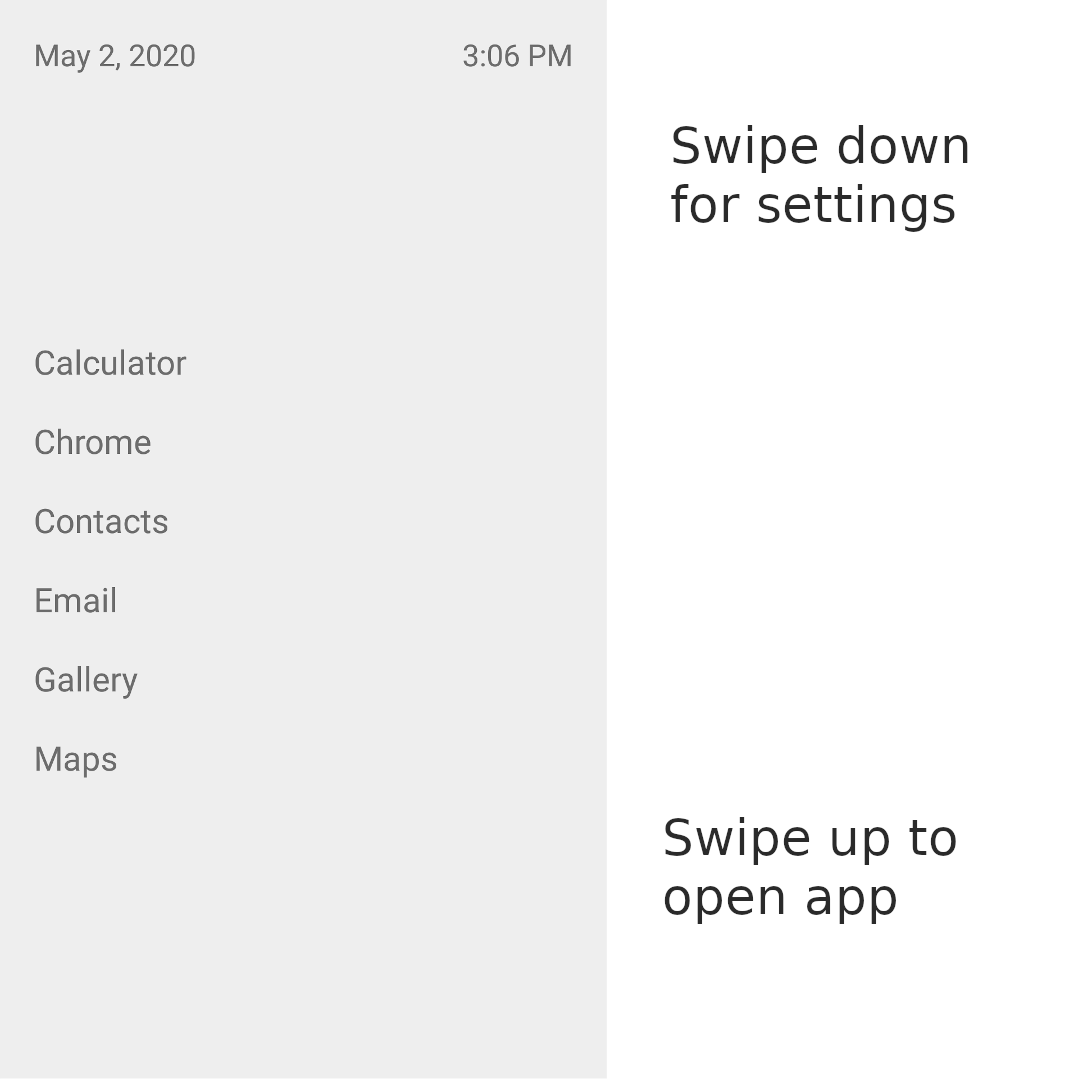 May 2, 2020 3:06 PM
Swipe down
for settings
Calculator
Chrome
Contacts
Email
Gallery
Maps
Swipe up to
open app